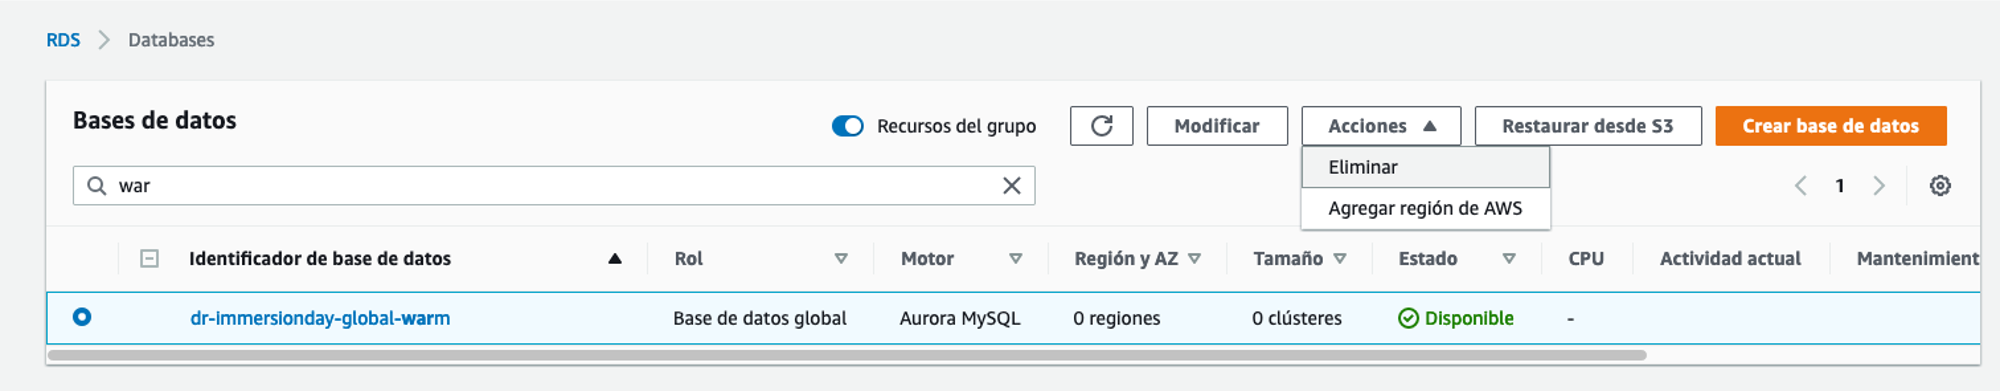 RDS > Databases
Bases de datos
Recursos del grupo
Modificar
Acciones
Restaurar desde S3
Crear base de datos
Eliminar
Agregar región de AWS
war
1
Identificador de base de datos Rol Motor Región y AZ Tamaño Estado CPU Actividad actual Mantenimient
dr-immersionday-global-warm Base de datos global Aurora MySQL 0 regiones 0 clústeres Disponible -